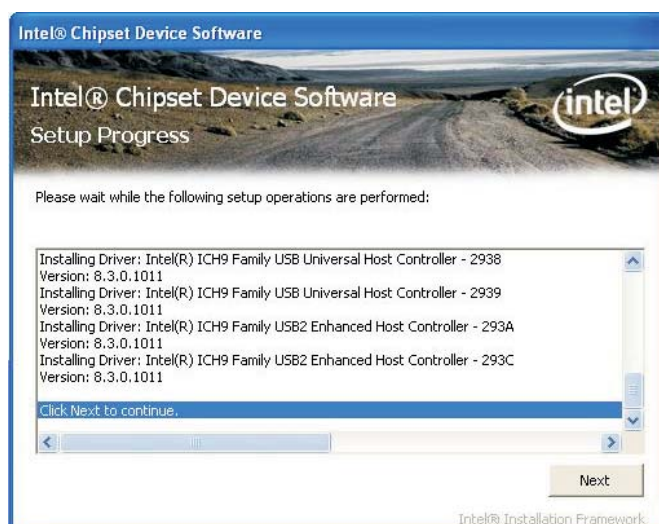 Intel® Chipset Device Software
Intel® Chipset Device Software
intel
Setup Progress
Please wait while the following setup operations are performed:
Installing Driver: Intel(R) ICH9 Family USB Universal Host Controller - 2938
Version: 8.3.0.1011
Installing Driver: Intel(R) ICH9 Family USB Universal Host Controller - 2939
Version: 8.3.0.1011
Installing Driver: Intel(R) ICH9 Family USB2 Enhanced Host Controller - 293A
Version: 8.3.0.1011
Installing Driver: Intel(R) ICH9 Family USB2 Enhanced Host Controller - 293C
Version: 8.3.0.1011
Click Next to continue.
Next
Intel® Installation Framework